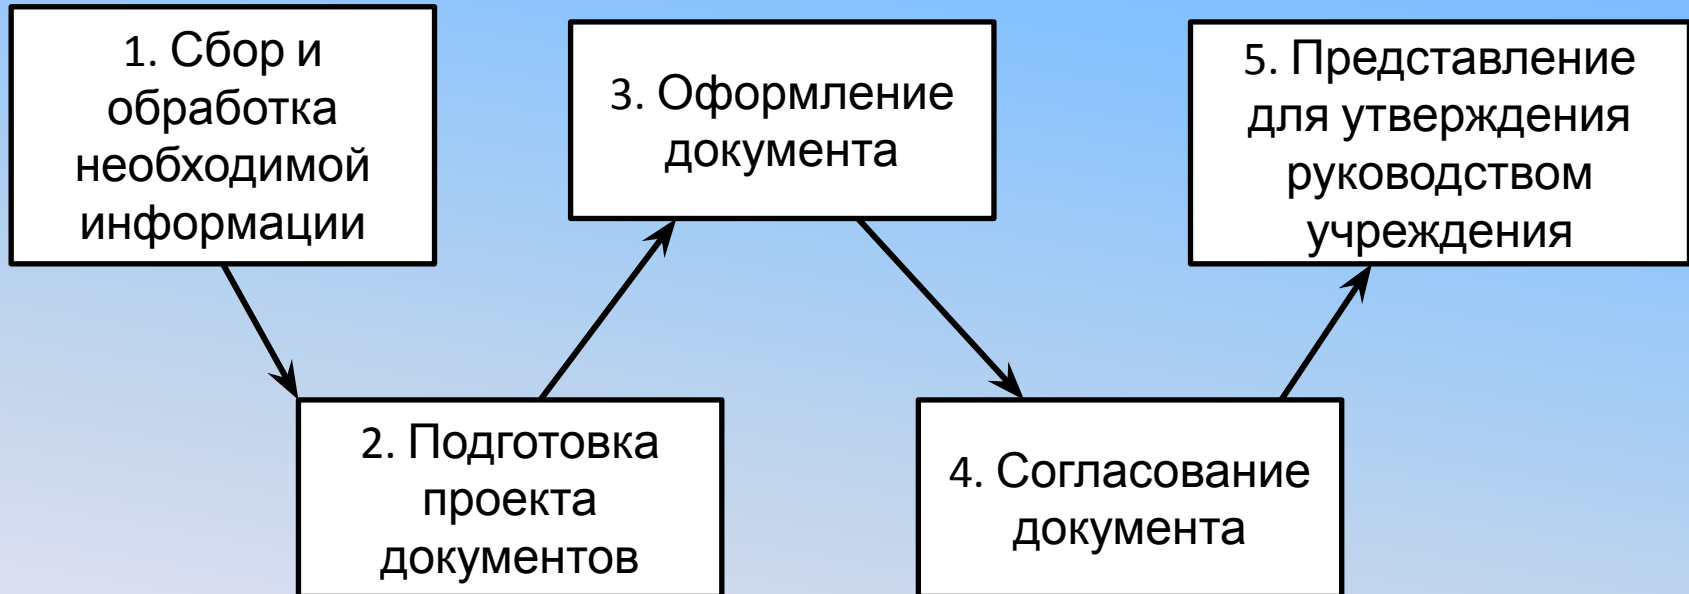 1. Сбор и
обработка
необходимой
информации
2. Подготовка
проекта
документов
3. Оформление
документа
4. Согласование
документа
5. Представление
для утверждения
руководством
учреждения